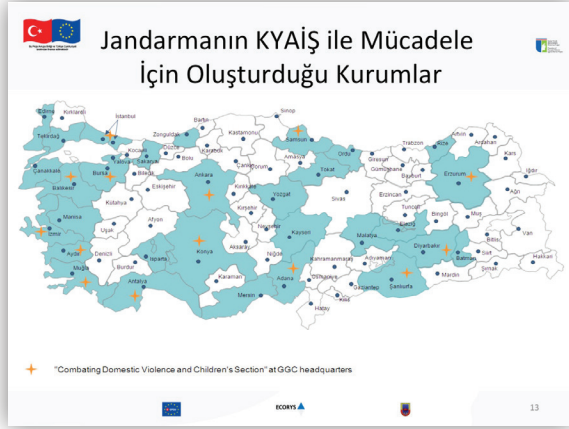 Jandarmanın KYAİŞ ile Mücadele
İçin Oluşturduğu Kurumlar
Edirne
Kırklareli
İstanbul
Tekirdağ
Zonguldak
Bartın
Kastamonu
Sinop
Samsun
Kocaeli
Yalova
Sakarya
Düzce
Bolu
Karabük
Çankırı
Çorum
Amasya
Ordu
Giresun
Trabzon
Rize
Artvin
Ardahan
Kars
Iğdır
Gümüşhane
Bayburt
Çanakkale
Balıkesir
Bursa
Bilecik
Eskişehir
Ankara
Kırıkkale
Yozgat
Tokat
Sivas
Erzincan
Erzurum
Ağrı
Kütahya
Kırşehir
Tunceli
Bingöl
Muş
Manisa
Uşak
Afyon
Nevşehir
Kayseri
Malatya
Elazığ
Van
İzmir
Aydın
Denizli
Burdur
Isparta
Konya
Aksaray
Niğde
Kahramanmaraş
Adıyaman
Diyarbakır
Batman
Bitlis
Siirt
Hakkari
Şırnak
Muğla
Antalya
Karaman
Mersin
Adana
Osmaniye
Gaziantep
Şanlıurfa
Mardin
Kilis
Hatay
"Combating Domestic Violence and Children's Section" at GGC headquarters
ECORYS
13